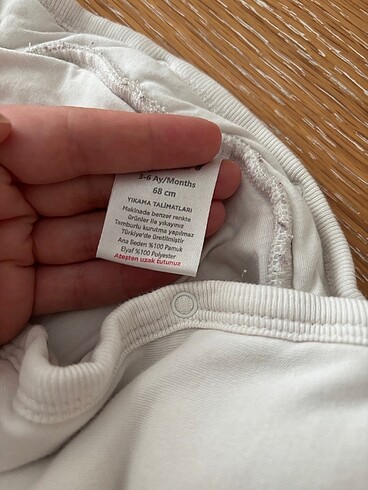 3-6 Ay/Months
68 cm
YIKAMA TALİMATLARI
Makinada benzer renkte
ürünler ile yıkayınız
Tamburlu kurutma yapılmaz
Türkiye'de üretilmiştir
Ana Beden %100 Pamuk
Elyaf %100 Polyester
Ateşten uzak tutunuz